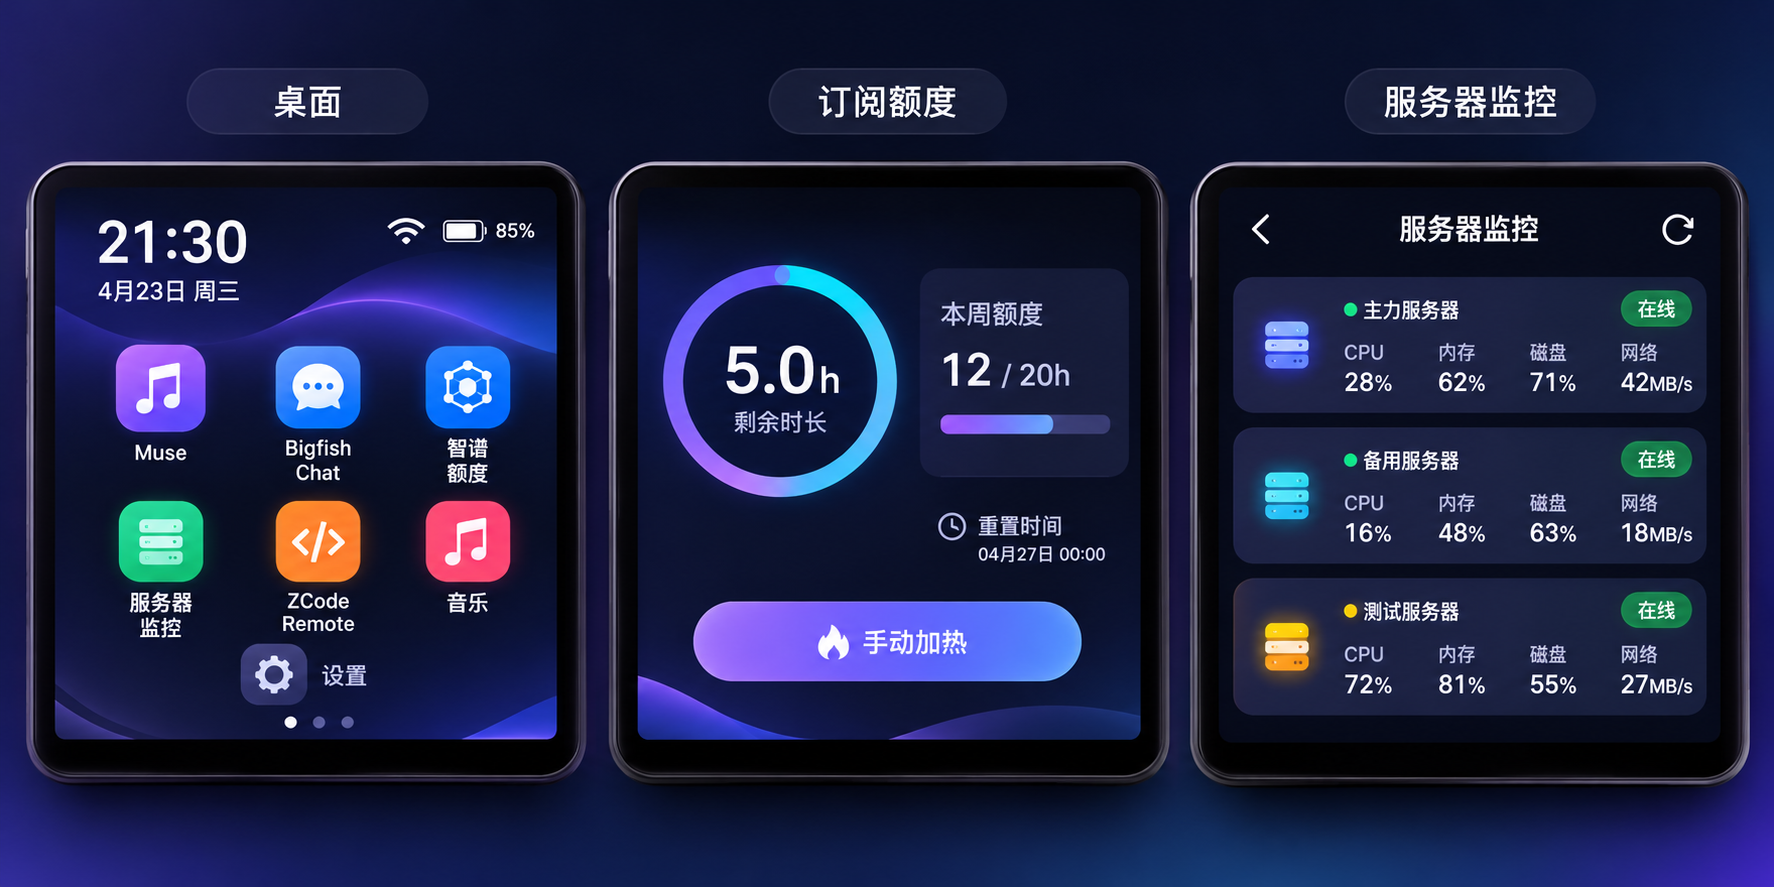 桌面
21:30
85%
4月23日 周三
Muse
Bigfish
Chat
智谱
额度
服务器
监控
ZCode
Remote
音乐
设置
订阅额度
5.0h
剩余时长
本周额度
12 / 20h
重置时间
04月27日 00:00
手动加热
服务器监控
服务器监控
主力服务器
在线
CPU 内存 磁盘 网络
28% 62% 71% 42MB/s
备用服务器
在线
CPU 内存 磁盘 网络
16% 48% 63% 18MB/s
测试服务器
在线
CPU 内存 磁盘 网络
72% 81% 55% 27MB/s